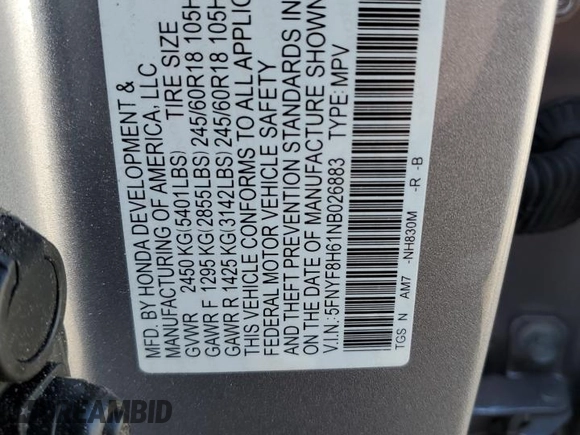 MFD. BY HONDA DEVELOPMENT &
MANUFACTURING OF AMERICA, LLC
TIRE SIZE
GVWR 2450 KG(5401LBS)
GAWR F 1295 KG(2855LBS) 245/60R18 105H
GAWR R 1425 KG(3142LBS) 245/60R18 105H
THIS VEHICLE CONFORMS TO ALL APPLIC
FEDERAL MOTOR VEHICLE SAFETY
AND THEFT PREVENTION STANDARDS IN
ON THE DATE OF MANUFACTURE SHOWN
V.I.N.: 5FNYF8H61NB026883 TYPE: MPV
TGS N AM7 -NH830M -R -B